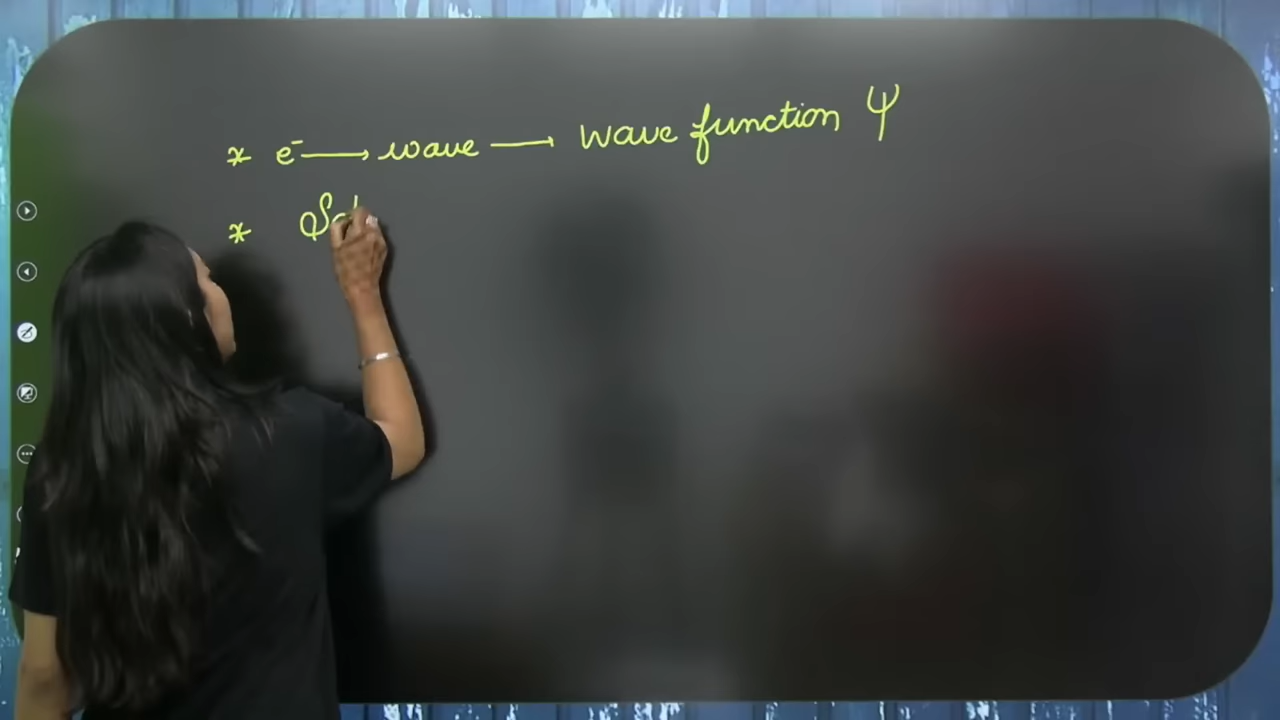 * e⁻ → wave → wave function ψ
*